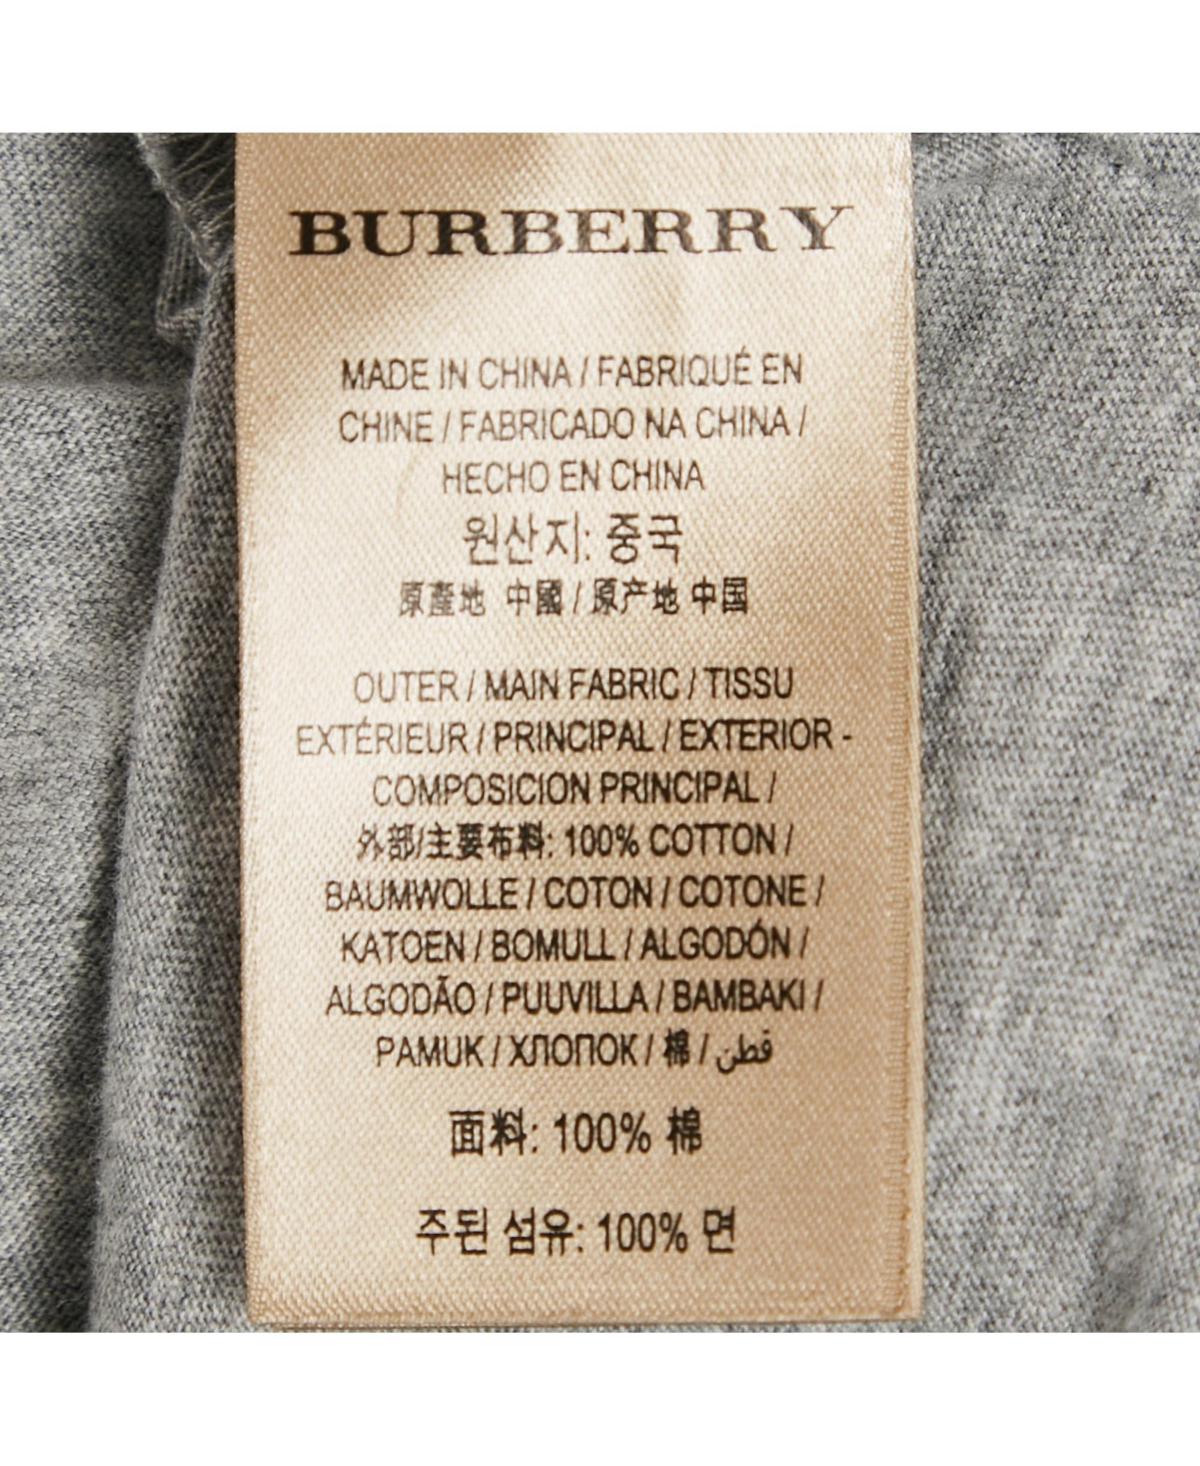 BURBERRY
MADE IN CHINA / FABRIQUÉ EN
CHINE / FABRICADO NA CHINA /
HECHO EN CHINA
원산지: 중국
原產地 中國 / 原产地 中国
OUTER / MAIN FABRIC / TISSU
EXTÉRIEUR / PRINCIPAL / EXTERIOR -
COMPOSICION PRINCIPAL /
外部/主要布料: 100% COTTON /
BAUMWOLLE / COTON / COTONE /
KATOEN / BOMULL / ALGODÓN /
ALGODÃO / PUUVILLA / BAMBAKI /
PAMUK / ХЛОПОК / 棉 / قطن
面料: 100% 棉
주된 섬유: 100% 면